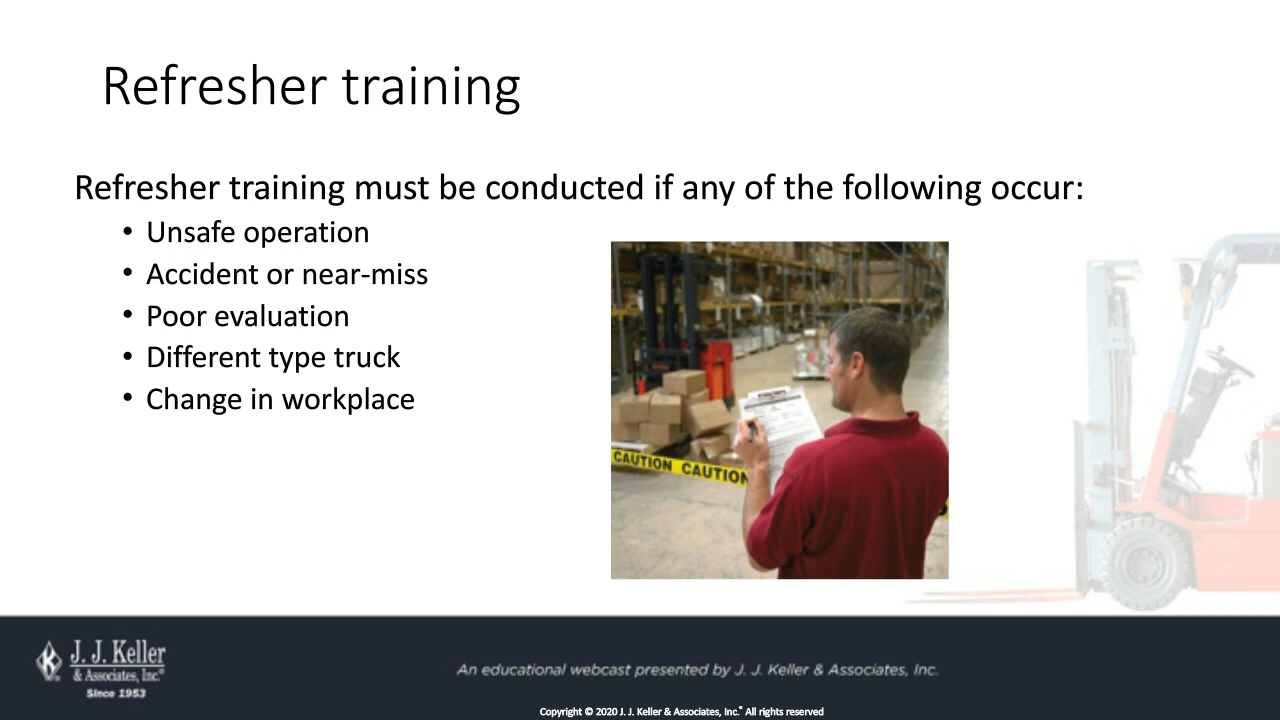 Refresher training
Refresher training must be conducted if any of the following occur:
• Unsafe operation
• Accident or near-miss
• Poor evaluation
• Different type truck
• Change in workplace
CAUTION CAUTION
J. J. Keller
& Associates, Inc.®
Since 1953
An educational webcast presented by J. J. Keller & Associates, Inc.
Copyright © 2020 J. J. Keller & Associates, Inc.® All rights reserved